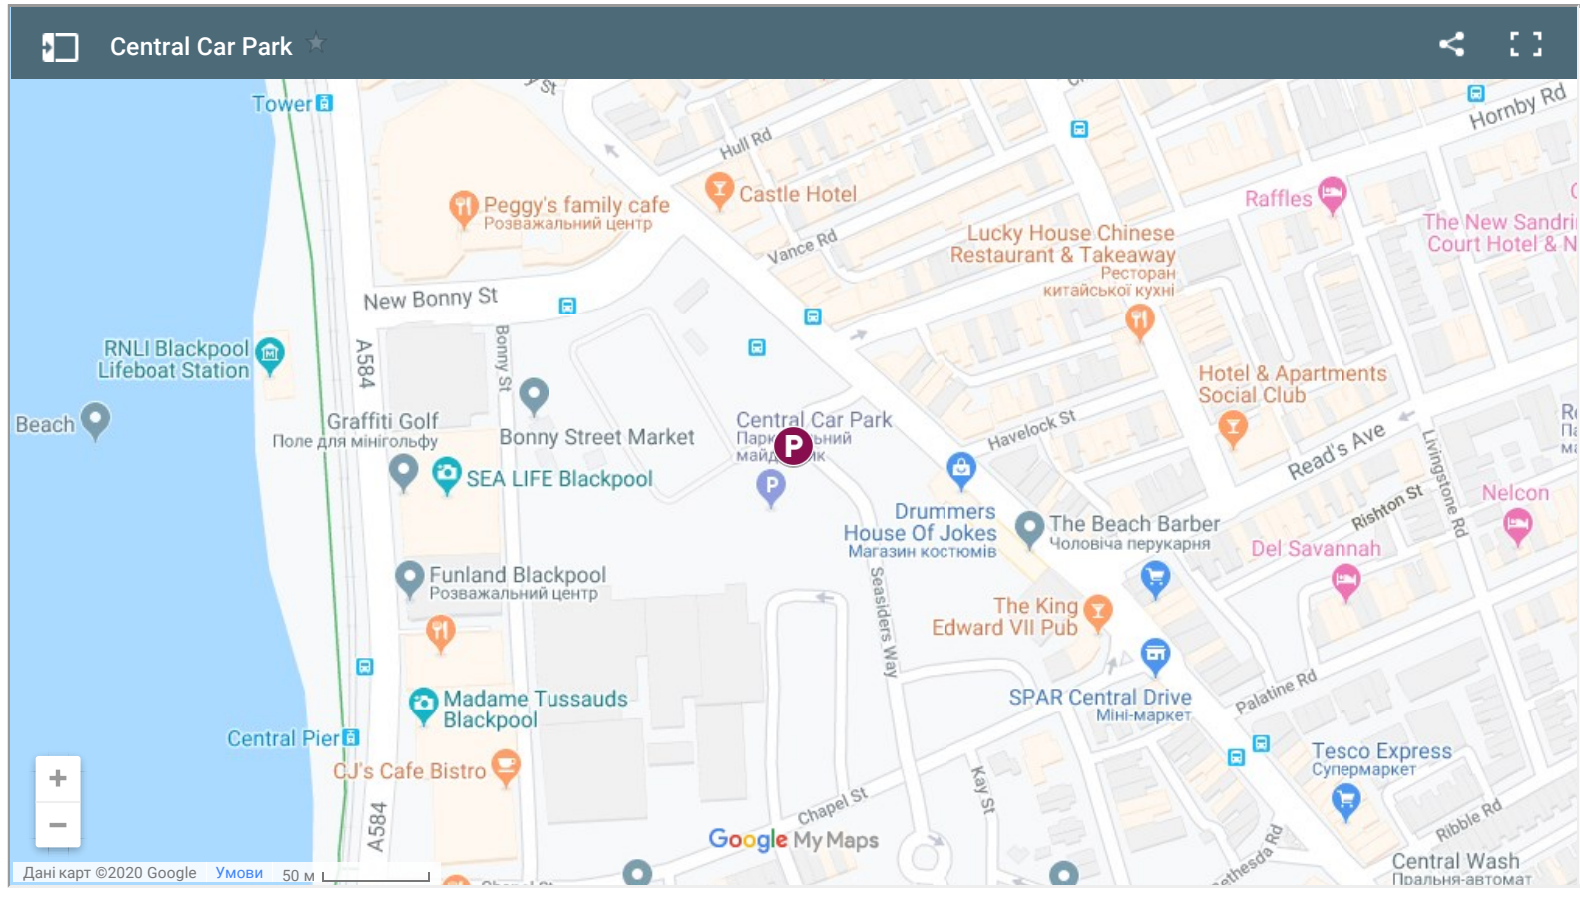 Central Car Park
Tower
St
Hull Rd
Hornby Rd
Peggy's family cafe
Розважальний центр
Castle Hotel
Raffles
Vance Rd
Lucky House Chinese
Restaurant & Takeaway
Ресторан
китайської кухні
The New Sandri
Court Hotel & N
New Bonny St
RNLI Blackpool
Lifeboat Station
A584
Bonny St
Hotel & Apartments
Social Club
Beach
Graffiti Golf
Поле для мінігольфу
Bonny Street Market
Central Car Park
P
Havelock St
Read's Ave
Livingstone Rd
SEA LIFE Blackpool
P
Rishton St
Nelcon
Drummers
House Of Jokes
Магазин костюмів
The Beach Barber
Чоловіча перукарня
Del Savannah
Funland Blackpool
Розважальний центр
Seasiders Way
The King
Edward VII Pub
Madame Tussauds
Blackpool
SPAR Central Drive
Міні-маркет
Palatine Rd
Central Pier
CJ's Cafe Bistro
Tesco Express
Супермаркет
Kay St
Chapel St
A584
Google My Maps
Ribble Rd
Central Wash
Пральня-автомат
+
−
Дані карт ©2020 Google
Умови
50 м